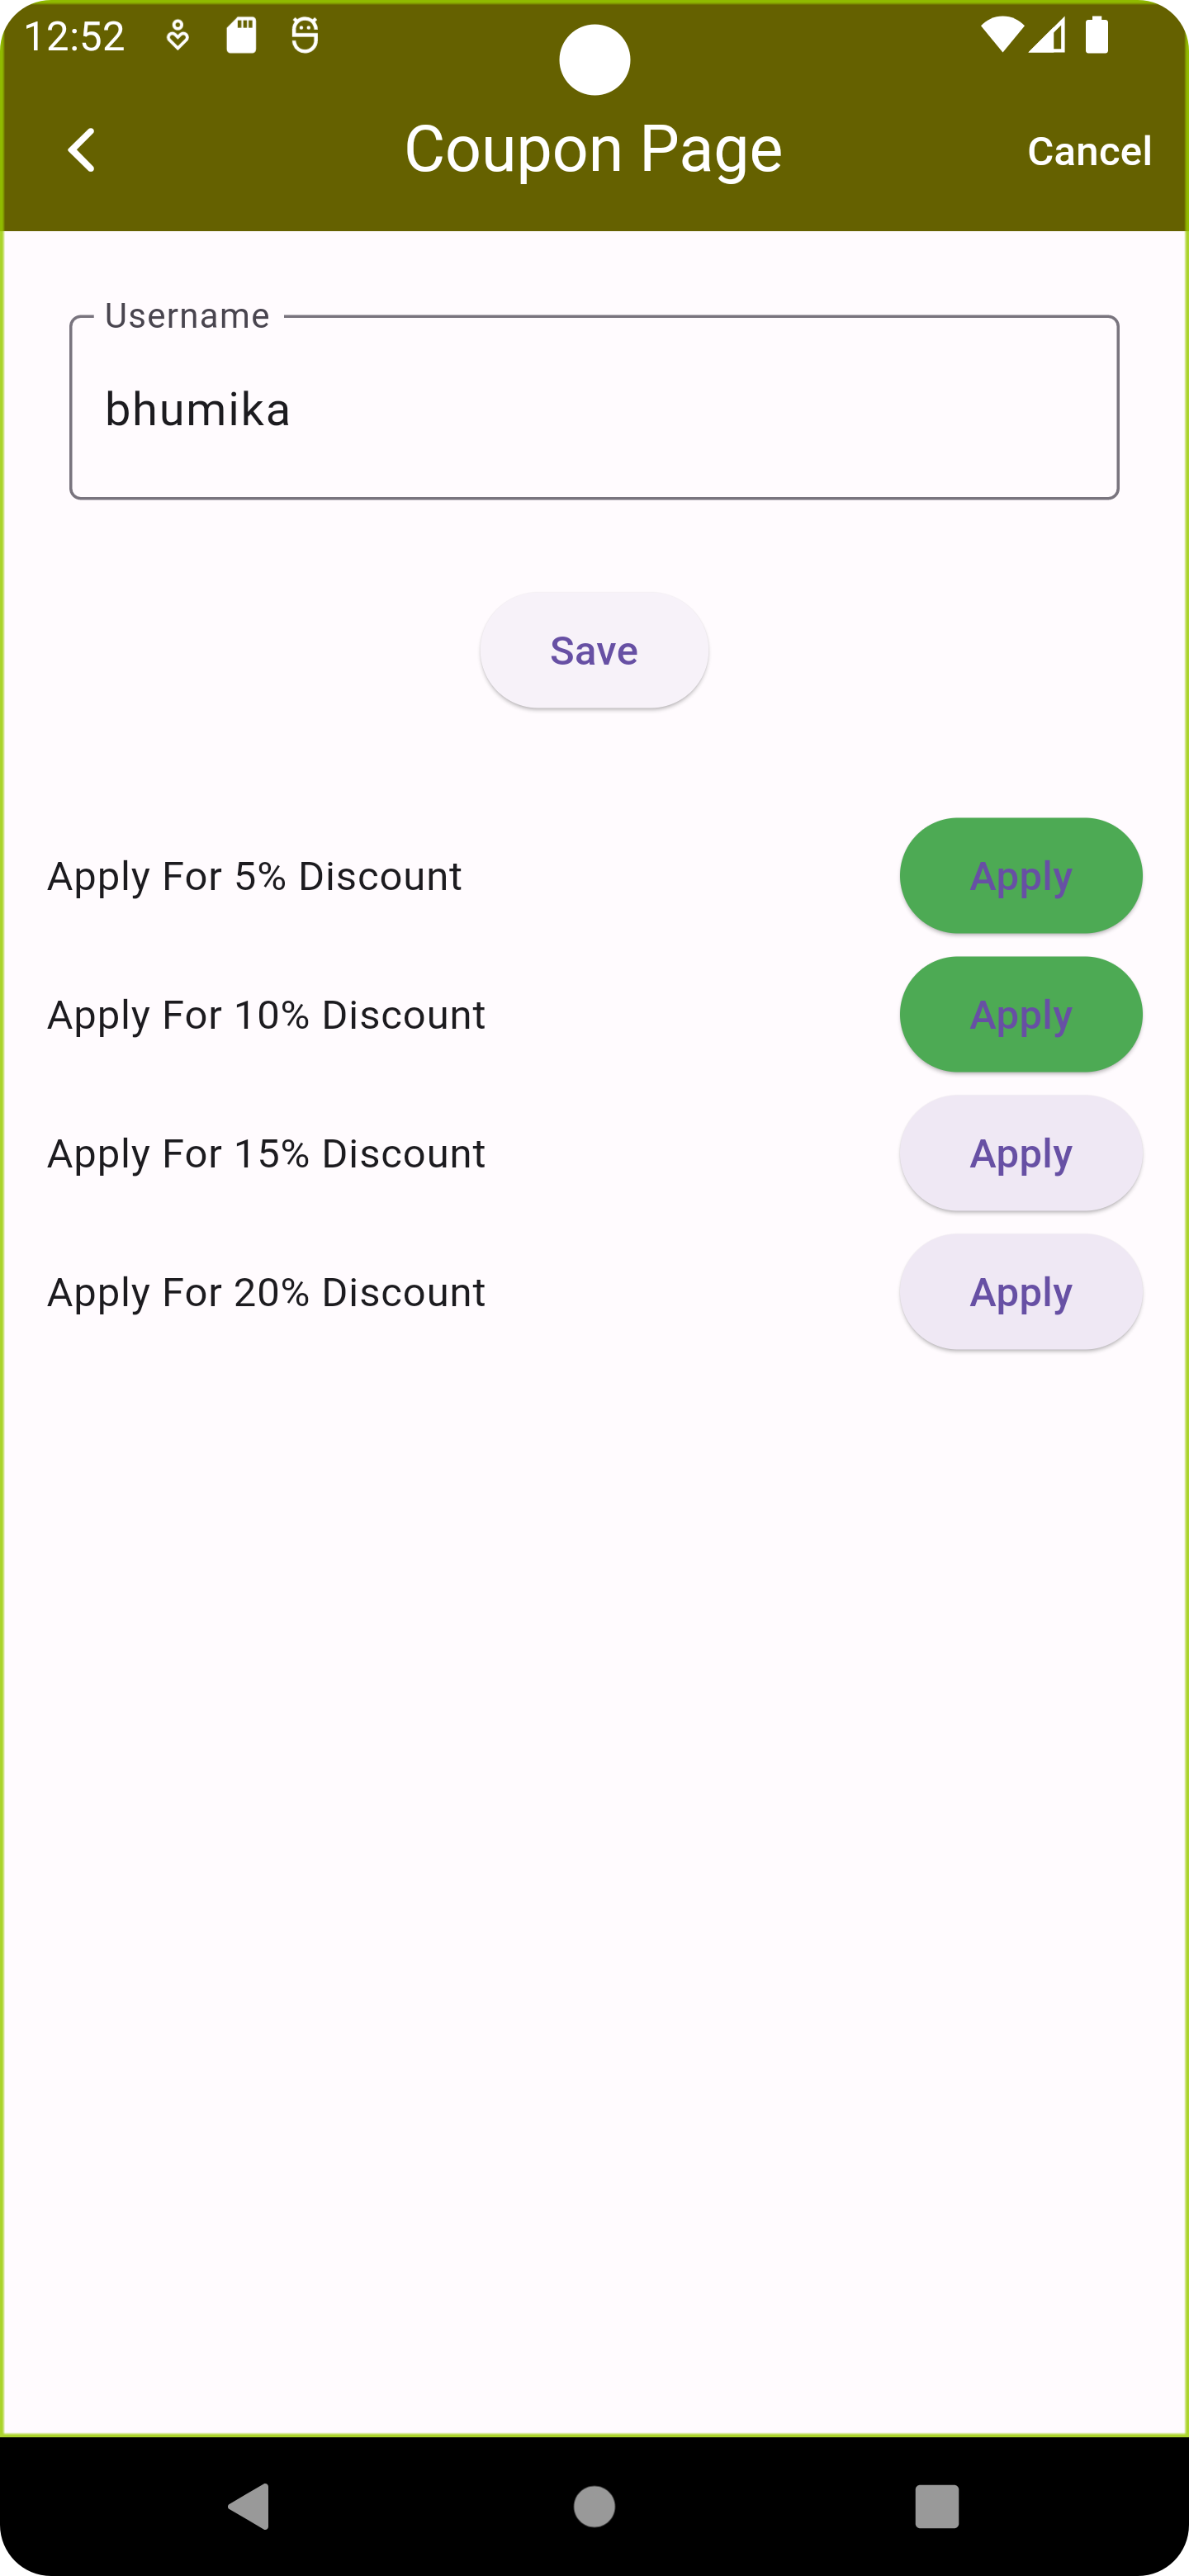 12:52
Coupon Page
Cancel
Username
bhumika
Save
Apply For 5% Discount
Apply
Apply For 10% Discount
Apply
Apply For 15% Discount
Apply
Apply For 20% Discount
Apply